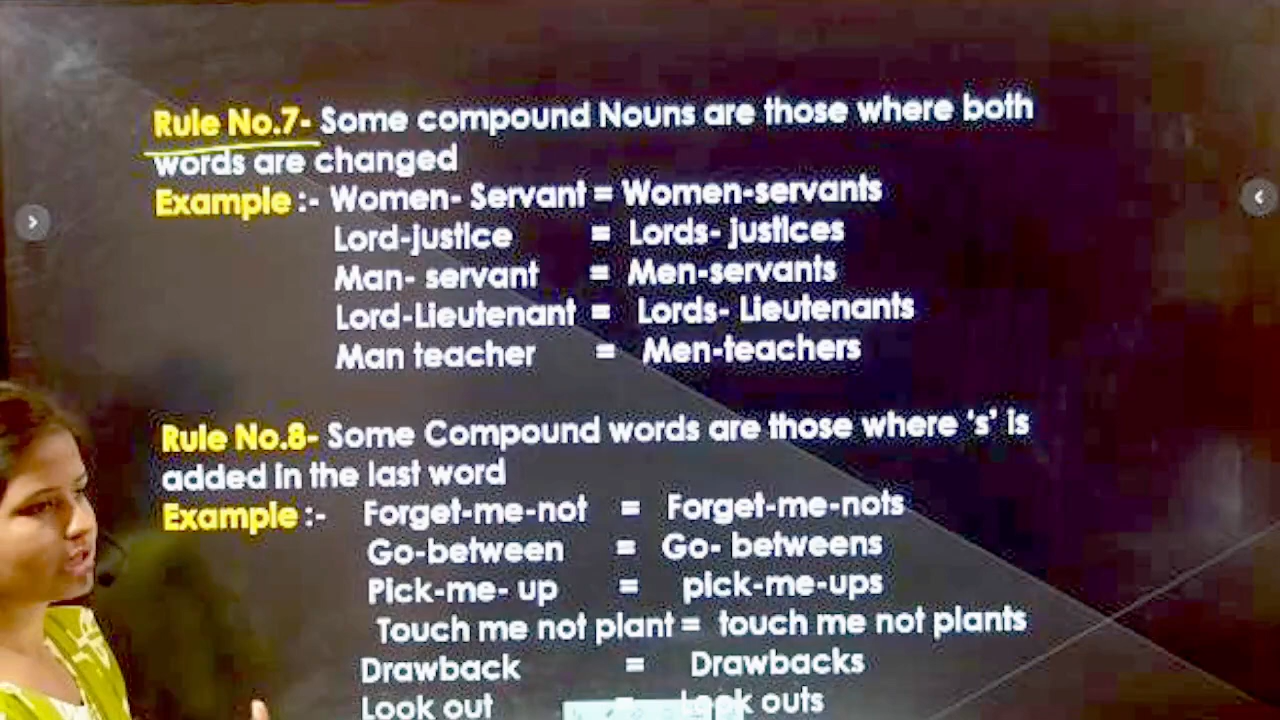 Rule No.7- Some compound Nouns are those where both
words are changed
Example :- Women- Servant = Women-servants
Lord-justice = Lords- justices
Man- servant = Men-servants
Lord-Lieutenant = Lords- Lieutenants
Man teacher = Men-teachers
Rule No.8- Some Compound words are those where 's' is
added in the last word
Example :- Forget-me-not = Forget-me-nots
Go-between = Go- betweens
Pick-me- up = pick-me-ups
Touch me not plant = touch me not plants
Drawback = Drawbacks
Look out = Look outs